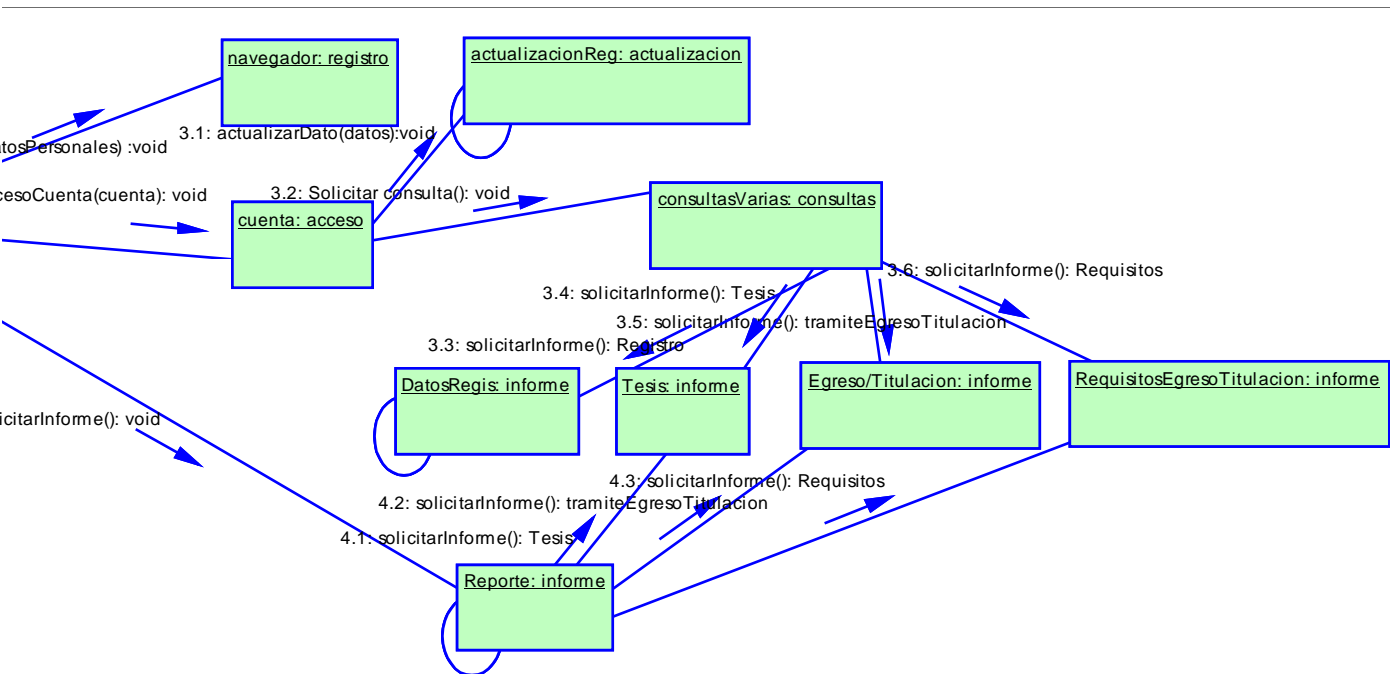 navegador: registro
actualizacionReg: actualizacion
3.1: actualizarDato(datos):void
atosPersonales) :void
cesoCuenta(cuenta): void
3.2: Solicitar consulta(): void
consultasVarias: consultas
cuenta: acceso
3.6: solicitarInforme(): Requisitos
3.4: solicitarInforme(): Tesis
3.5: solicitarInforme(): tramiteEgresoTitulacion
3.3: solicitarInforme(): Registro
DatosRegis: informe
Tesis: informe
Egreso/Titulacion: informe
RequisitosEgresoTitulacion: informe
icitarInforme(): void
4.3: solicitarInforme(): Requisitos
4.2: solicitarInforme(): tramiteEgresoTitulacion
4.1: solicitarInforme(): Tesis
Reporte: informe